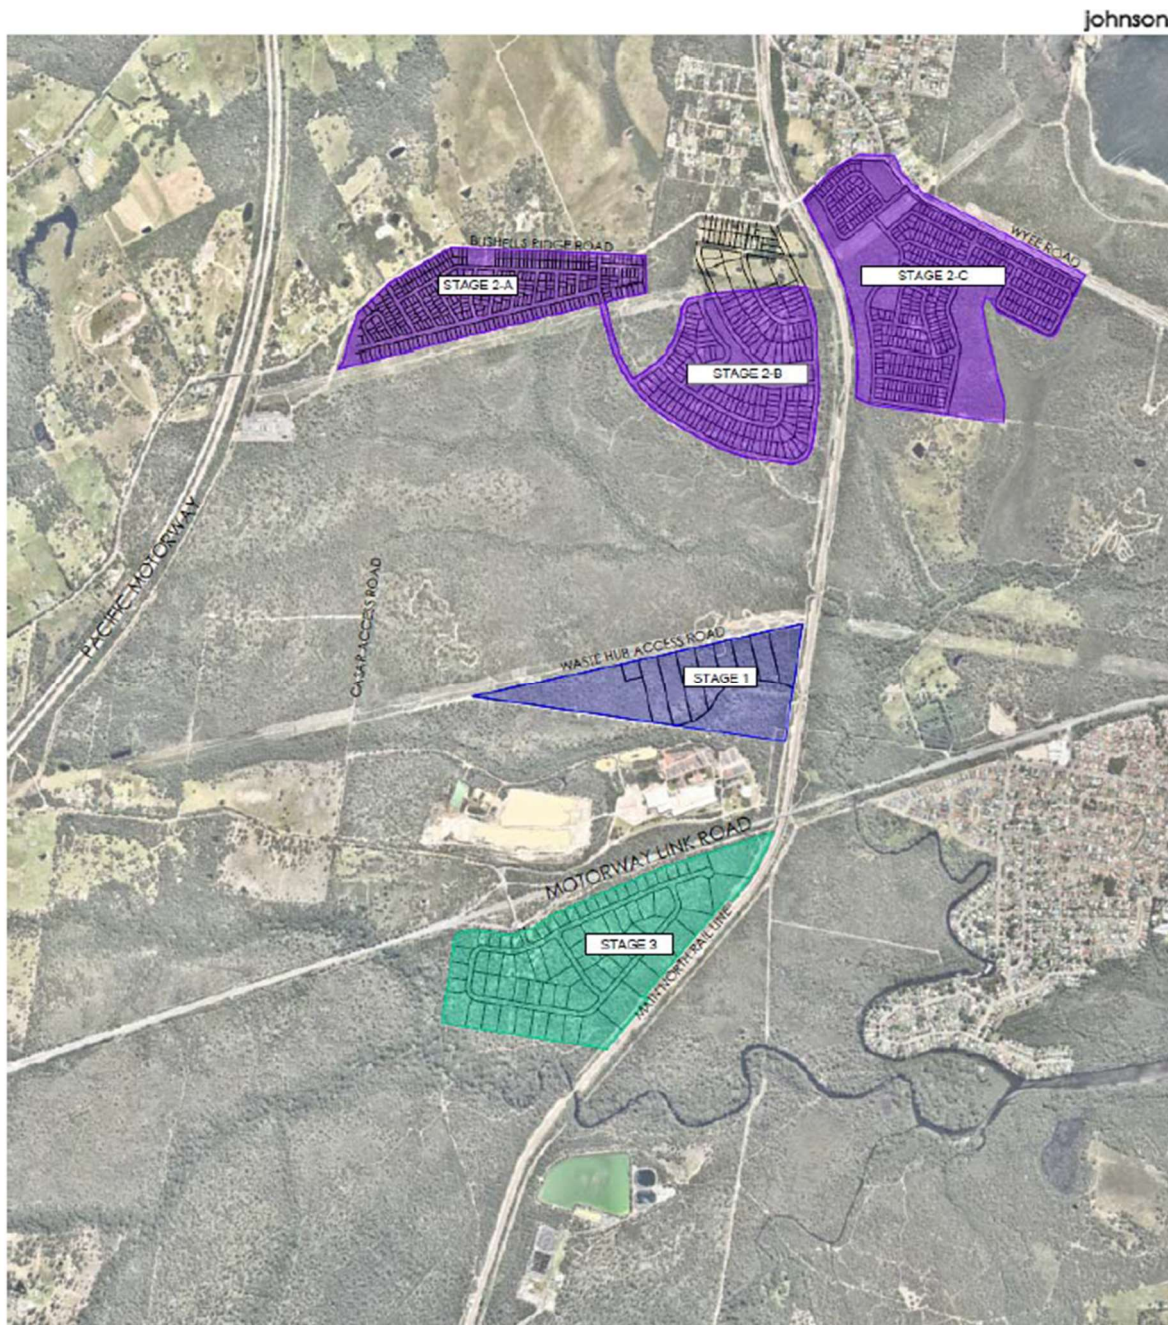 johnson
BUSHELLS RIDGE ROAD
WYEE ROAD
STAGE 2-A
STAGE 2-C
STAGE 2-B
PACIFIC MOTORWAY
CASAR ACCESS ROAD
WASTE HUB ACCESS ROAD
STAGE 1
MOTORWAY LINK ROAD
STAGE 3
MAIN NORTH RAIL LINE